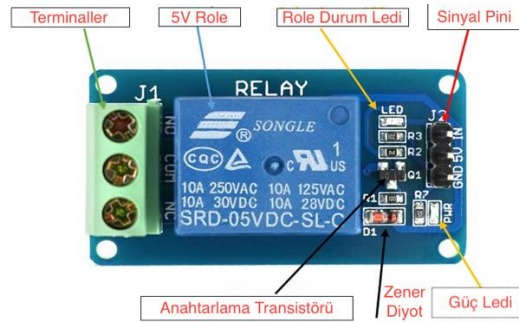 Terminaller
5V Role
Role Durum Ledi
Sinyal Pini
J1
RELAY
NO
COM
NC
SONGLE
®
CQC
c
US
1
10A 250VAC 10A 125VAC
10A 30VDC 10A 28VDC
SRD-05VDC-SL-C
LED
R3
R2
Q1
R1
D1
J2
IN
5V
GND
R7
PWR
Anahtarlama Transistörü
Zener
Diyot
Güç Ledi